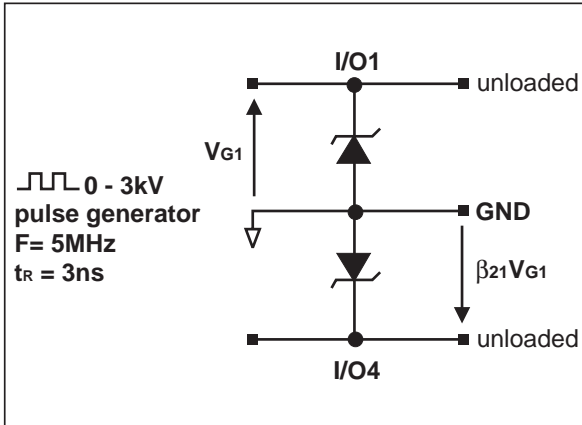 I/O1
unloaded
VG1
0 - 3kV
pulse generator
F= 5MHz
tR = 3ns
GND
β21VG1
unloaded
I/O4